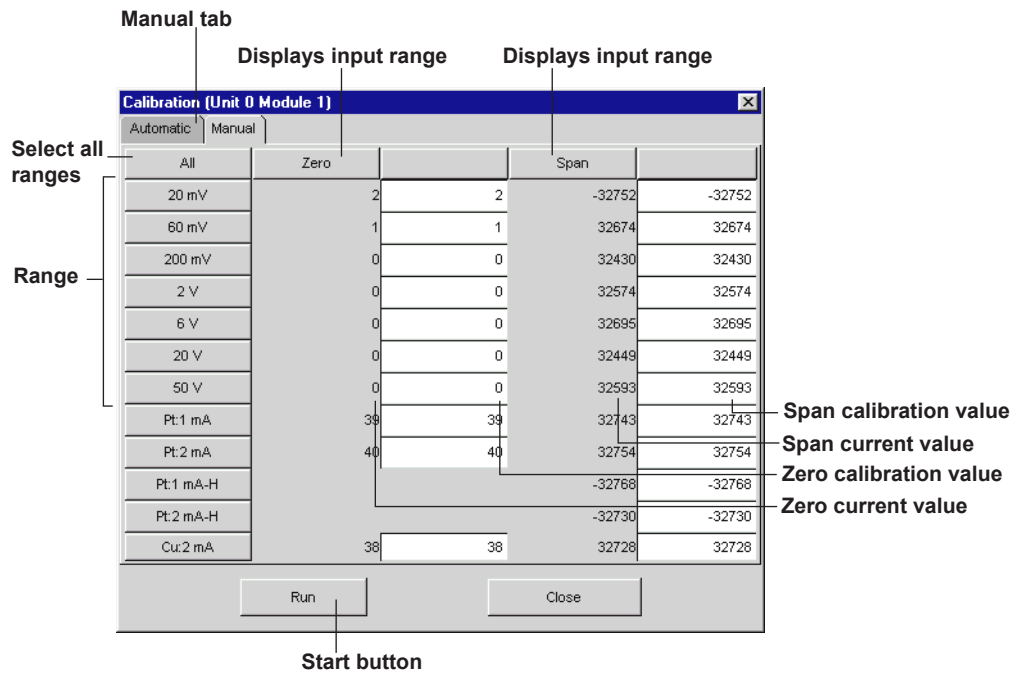 Manual tab
Displays input range Displays input range
Calibration (Unit 0 Module 1)
Automatic Manual
Select all ranges
All Zero Span
Range
20 mV 2 2 -32752 -32752
60 mV 1 1 32674 32674
200 mV 0 0 32430 32430
2 V 0 0 32574 32574
6 V 0 0 32695 32695
20 V 0 0 32449 32449
50 V 0 0 32593 32593
Pt:1 mA 39 39 32743 32743
Pt:2 mA 40 40 32754 32754
Pt:1 mA-H -32768 -32768
Pt:2 mA-H -32730 -32730
Cu:2 mA 38 38 32728 32728
Span calibration value
Span current value
Zero calibration value
Zero current value
Run Close
Start button